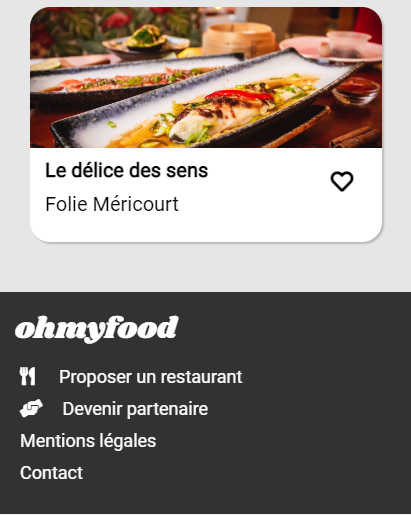 Le délice des sens
Folie Méricourt
ohmyfood
Proposer un restaurant
Devenir partenaire
Mentions légales
Contact